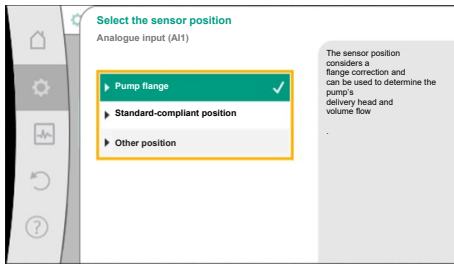 Select the sensor position
Analogue input (AI1)
Pump flange
Standard-compliant position
Other position
The sensor position
considers a
flange correction and
can be used to determine the
pump's
delivery head and
volume flow
.
?